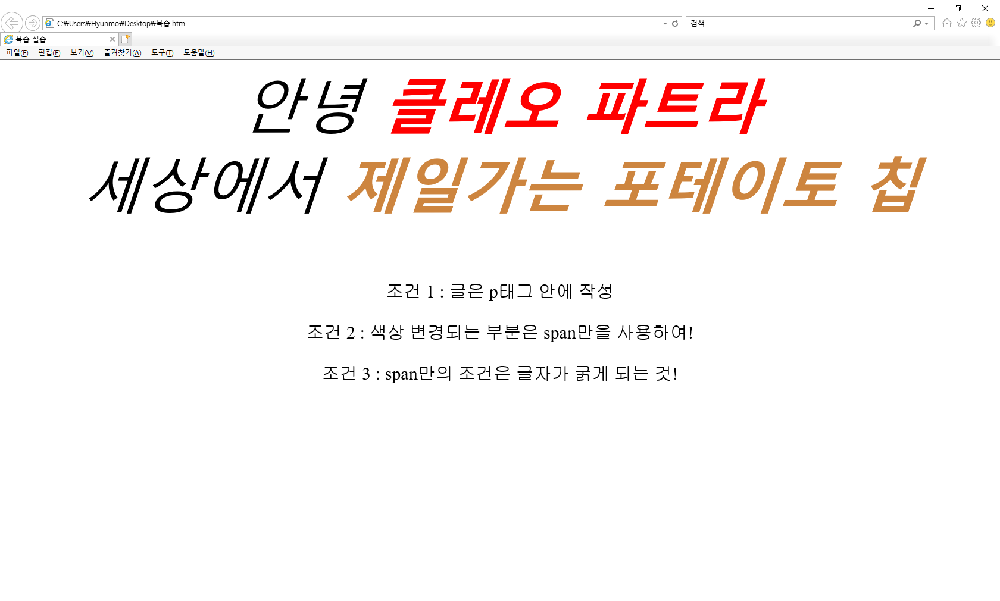 C:₩Users₩Hyunmo₩Desktop₩복습.htm
검색...
복습 실습
파일(F) 편집(E) 보기(V) 즐겨찾기(A) 도구(T) 도움말(H)
안녕 클레오 파트라
세상에서 제일가는 포테이토 칩
조건 1 : 글은 p태그 안에 작성
조건 2 : 색상 변경되는 부분은 span만을 사용하여!
조건 3 : span만의 조건은 글자가 굵게 되는 것!